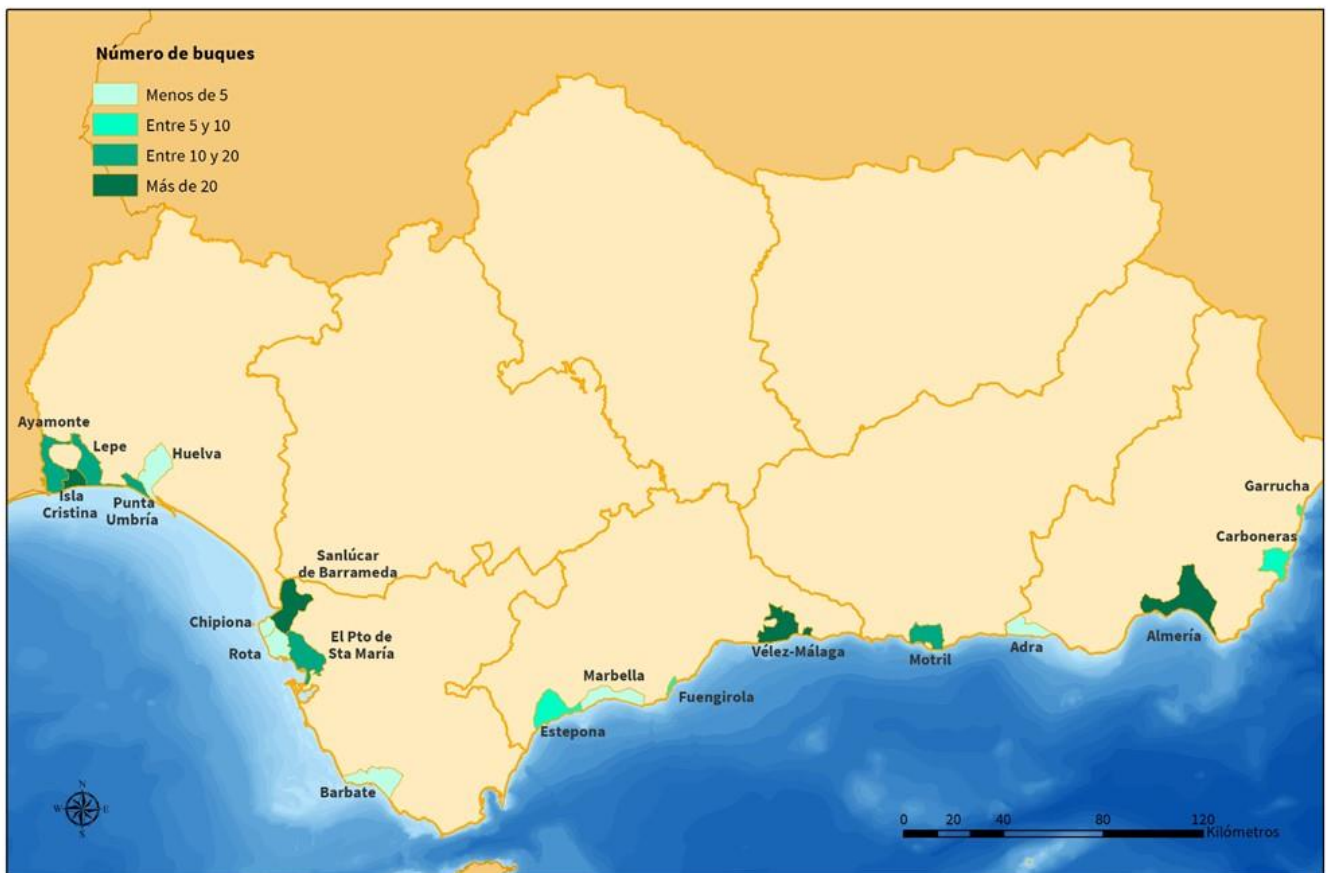 Número de buques
Menos de 5
Entre 5 y 10
Entre 10 y 20
Más de 20
Ayamonte
Lepe
Huelva
Isla
Cristina
Punta
Umbría
Sanlúcar
de Barrameda
Chipiona
Rota
El Pto de
Sta María
Barbate
Estepona
Marbella
Fuengirola
Vélez-Málaga
Motril
Adra
Almería
Carboneras
Garrucha
N
W E
S
0 20 40 80 120
Kilómetros